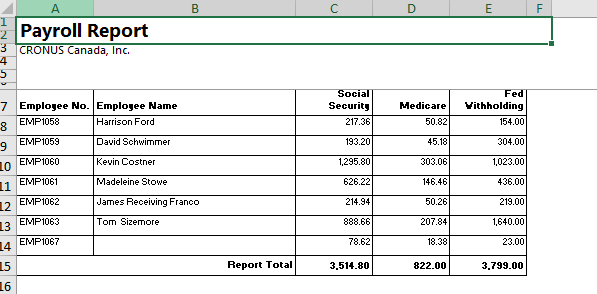 A B C D E F
1
2 Payroll Report
3 CRONUS Canada, Inc.
4
5
6
7 Employee No. Employee Name Social Security Medicare Fed Withholding
8 EMP1058 Harrison Ford 217.36 50.82 154.00
9 EMP1059 David Schwimmer 193.20 45.18 304.00
10 EMP1060 Kevin Costner 1,295.80 303.06 1,023.00
11 EMP1061 Madeleine Stowe 626.22 146.46 436.00
12 EMP1062 James Receiving Franco 214.94 50.26 219.00
13 EMP1063 Tom Sizemore 888.66 207.84 1,640.00
14 EMP1067 78.62 18.38 23.00
15 Report Total 3,514.80 822.00 3,799.00
16